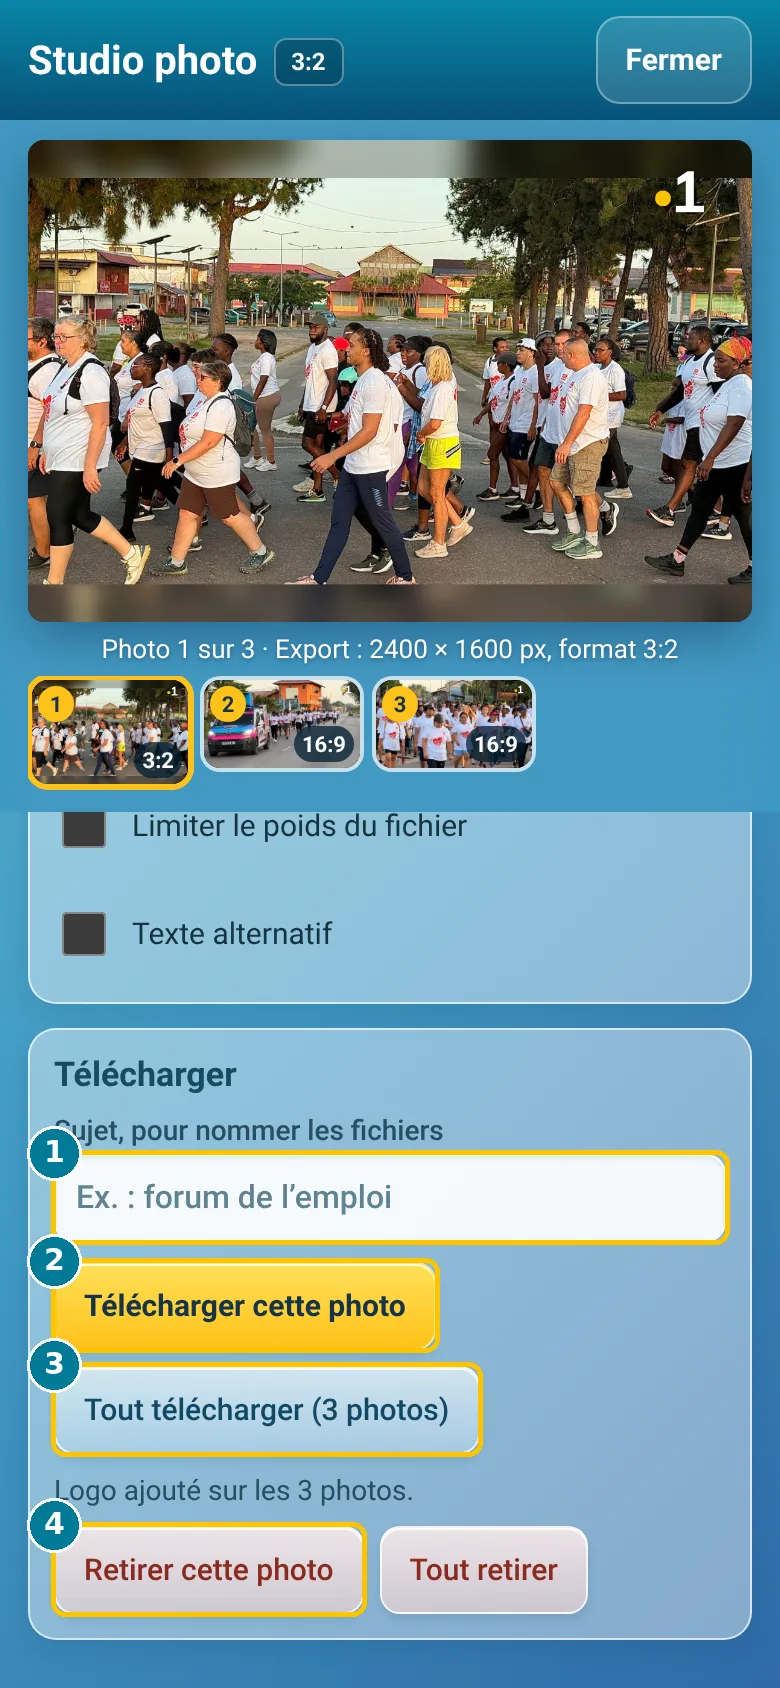 Studio photo 3:2 Fermer
.1
Photo 1 sur 3 · Export : 2400 × 1600 px, format 3:2
1 3:2 2 16:9 3 16:9
Limiter le poids du fichier
Texte alternatif
Télécharger
Sujet, pour nommer les fichiers
1
Ex. : forum de l’emploi
2
Télécharger cette photo
3
Tout télécharger (3 photos)
Logo ajouté sur les 3 photos.
4
Retirer cette photo Tout retirer